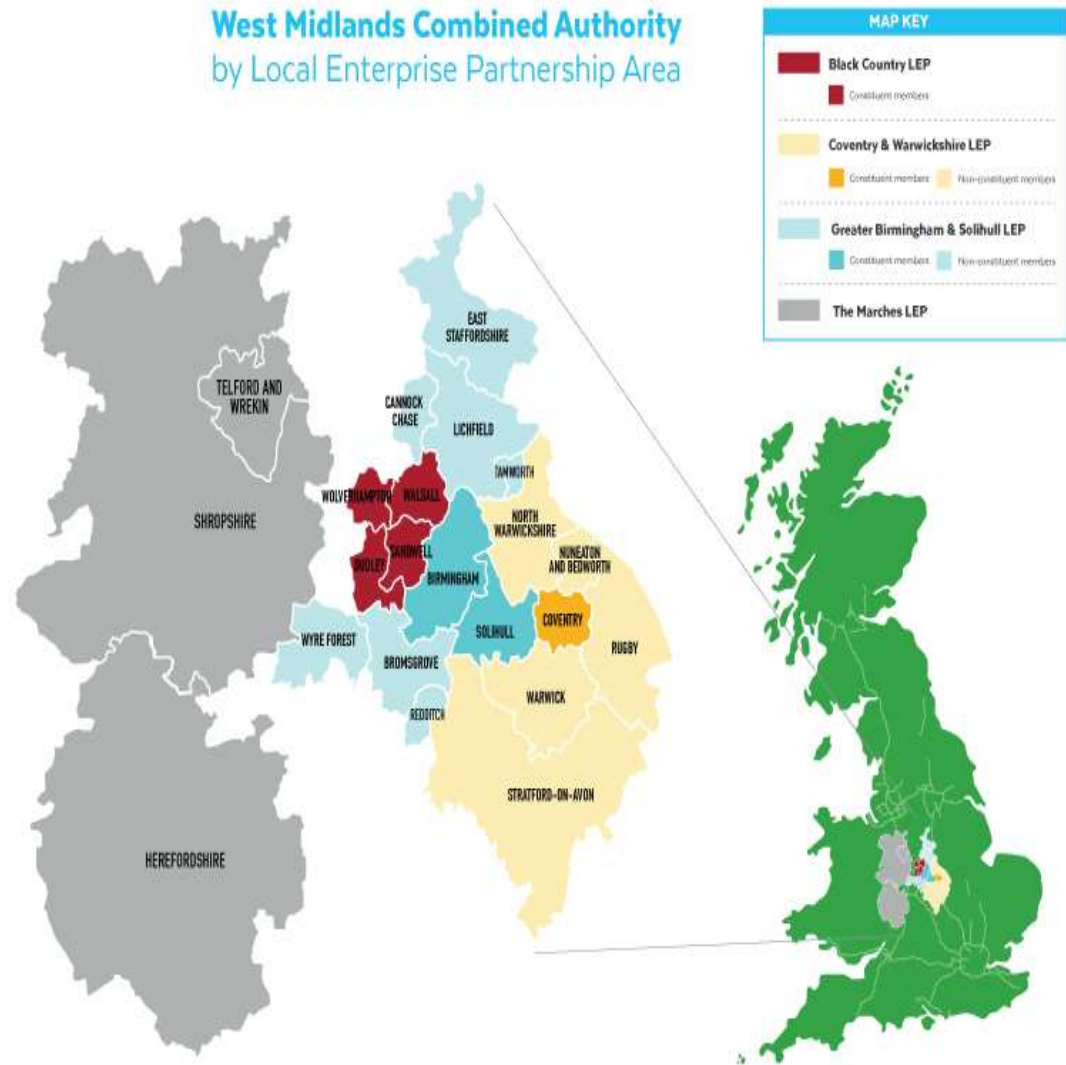 West Midlands Combined Authority
by Local Enterprise Partnership Area
MAP KEY
Black Country LEP
Constituent members
Coventry & Warwickshire LEP
Constituent members
Non-constituent members
Greater Birmingham & Solihull LEP
Constituent members
Non-constituent members
The Marches LEP
EAST
STAFFORDSHIRE
TELFORD AND
WREKIN
CANNOCK
CHASE
LICHFIELD
TAMWORTH
WOLVERHAMPTON
WALSALL
SHROPSHIRE
NORTH
WARWICKSHIRE
SANDWELL
DUDLEY
NUNEATON
AND BEDWORTH
BIRMINGHAM
COVENTRY
SOLIHULL
WYRE FOREST
RUGBY
BROMSGROVE
WARWICK
REDDITCH
STRATFORD-ON-AVON
HEREFORDSHIRE